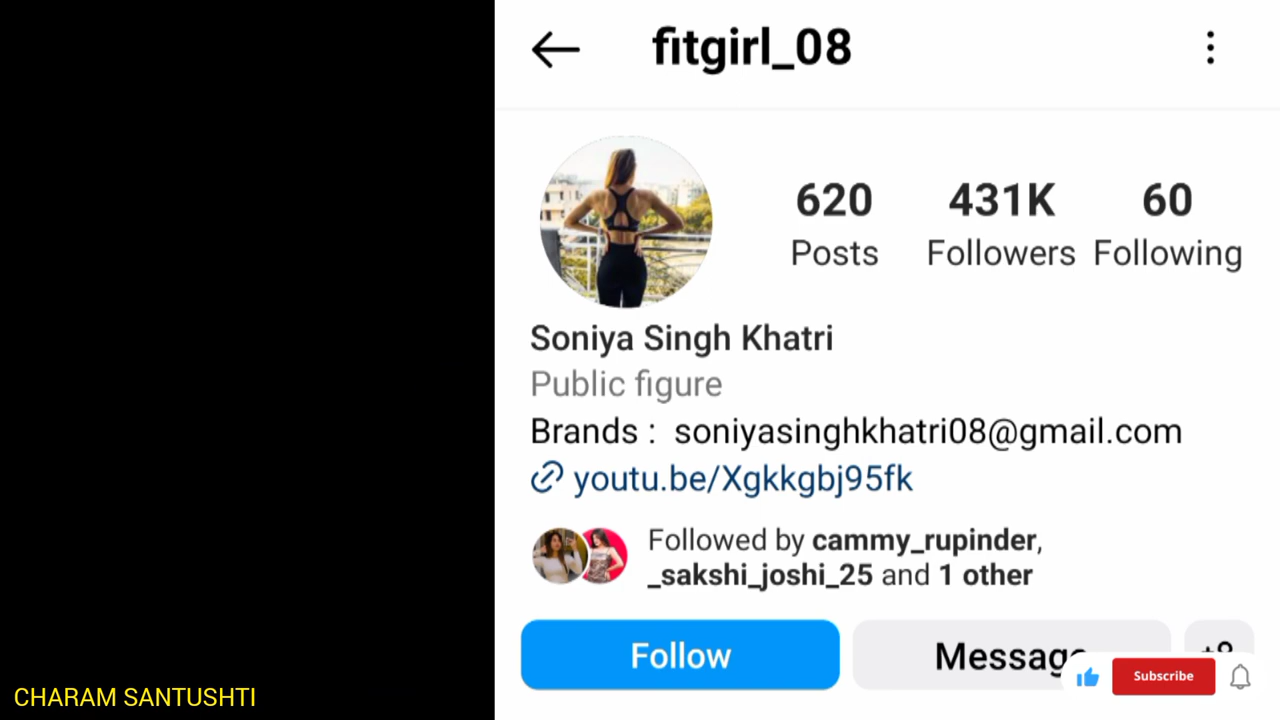 fitgirl_08
620
Posts
431K
Followers
60
Following
Soniya Singh Khatri
Public figure
Brands : soniyasinghkhatri08@gmail.com
youtu.be/Xgkkgbj95fk
Followed by cammy_rupinder,
_sakshi_joshi_25 and 1 other
Follow
Message
Subscribe
CHARAM SANTUSHTI